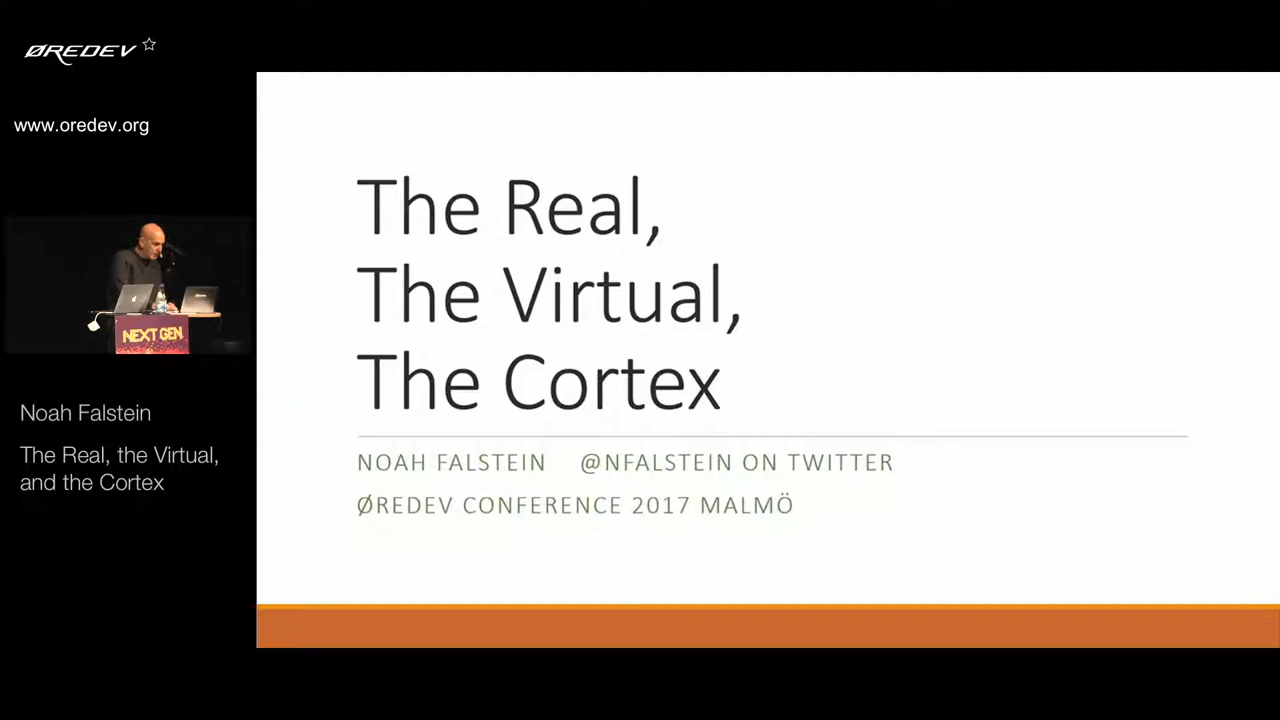 ØREDEV
www.oredev.org
NEXT GEN
Noah Falstein
The Real, the Virtual,
and the Cortex
The Real,
The Virtual,
The Cortex
NOAH FALSTEIN @NFALSTEIN ON TWITTER
ØREDEV CONFERENCE 2017 MALMÖ